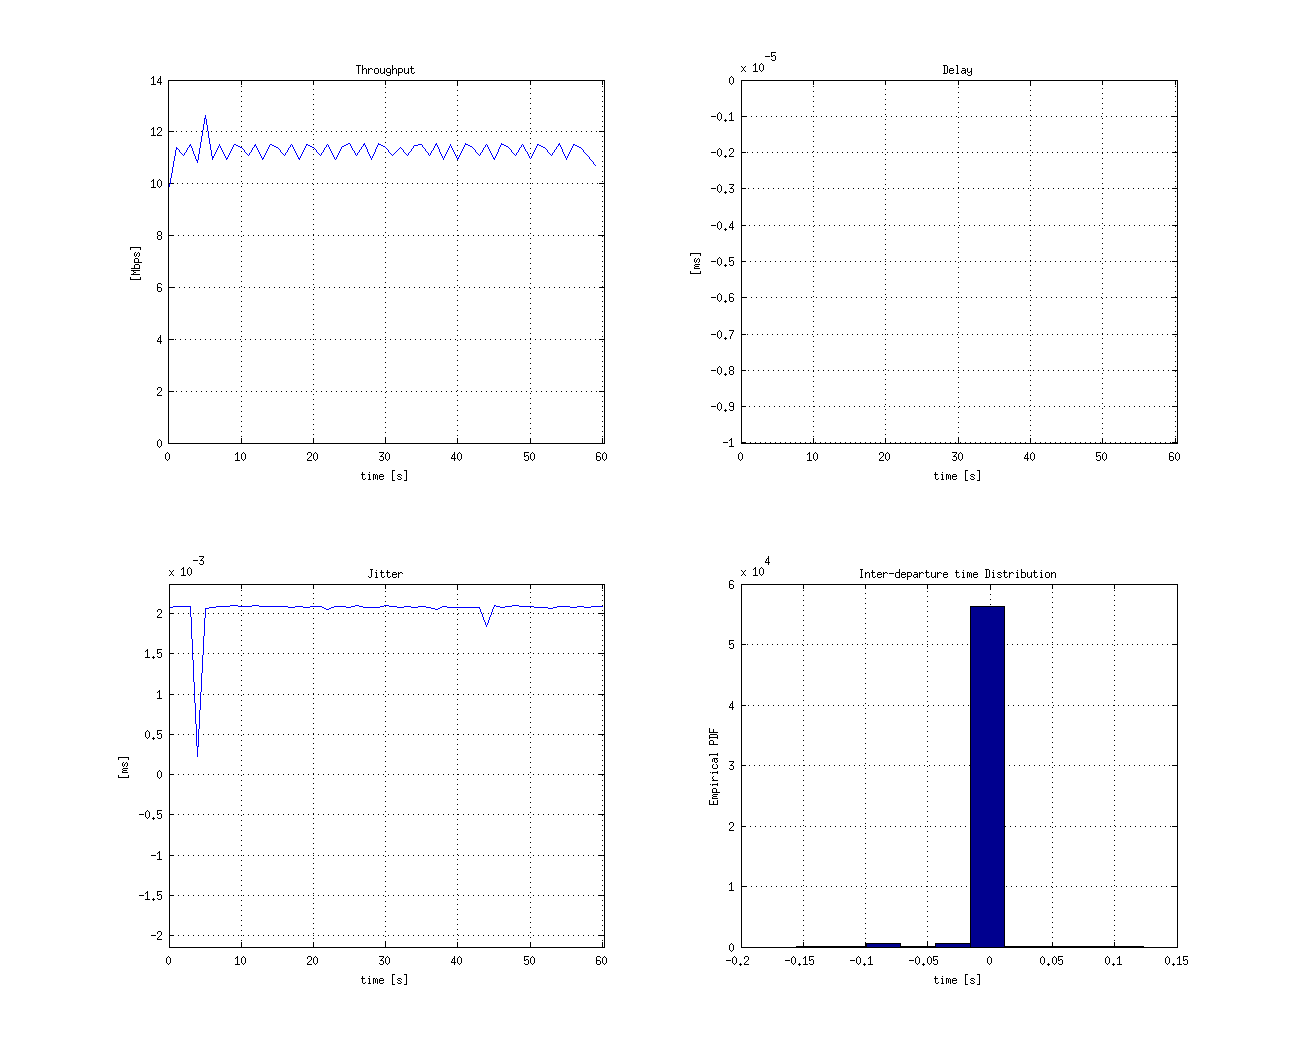 Throughput
14
12
10
8
6
4
2
0
[Mbps]
0 10 20 30 40 50 60
time [s]
x 10^-5
Delay
0
-0.1
-0.2
-0.3
-0.4
-0.5
-0.6
-0.7
-0.8
-0.9
-1
[ms]
0 10 20 30 40 50 60
time [s]
x 10^-3
Jitter
2
1.5
1
0.5
0
-0.5
-1
-1.5
-2
[ms]
0 10 20 30 40 50 60
time [s]
x 10^4
Inter-departure time Distribution
6
5
4
3
2
1
0
Empirical PDF
-0.2 -0.15 -0.1 -0.05 0 0.05 0.1 0.15
time [s]